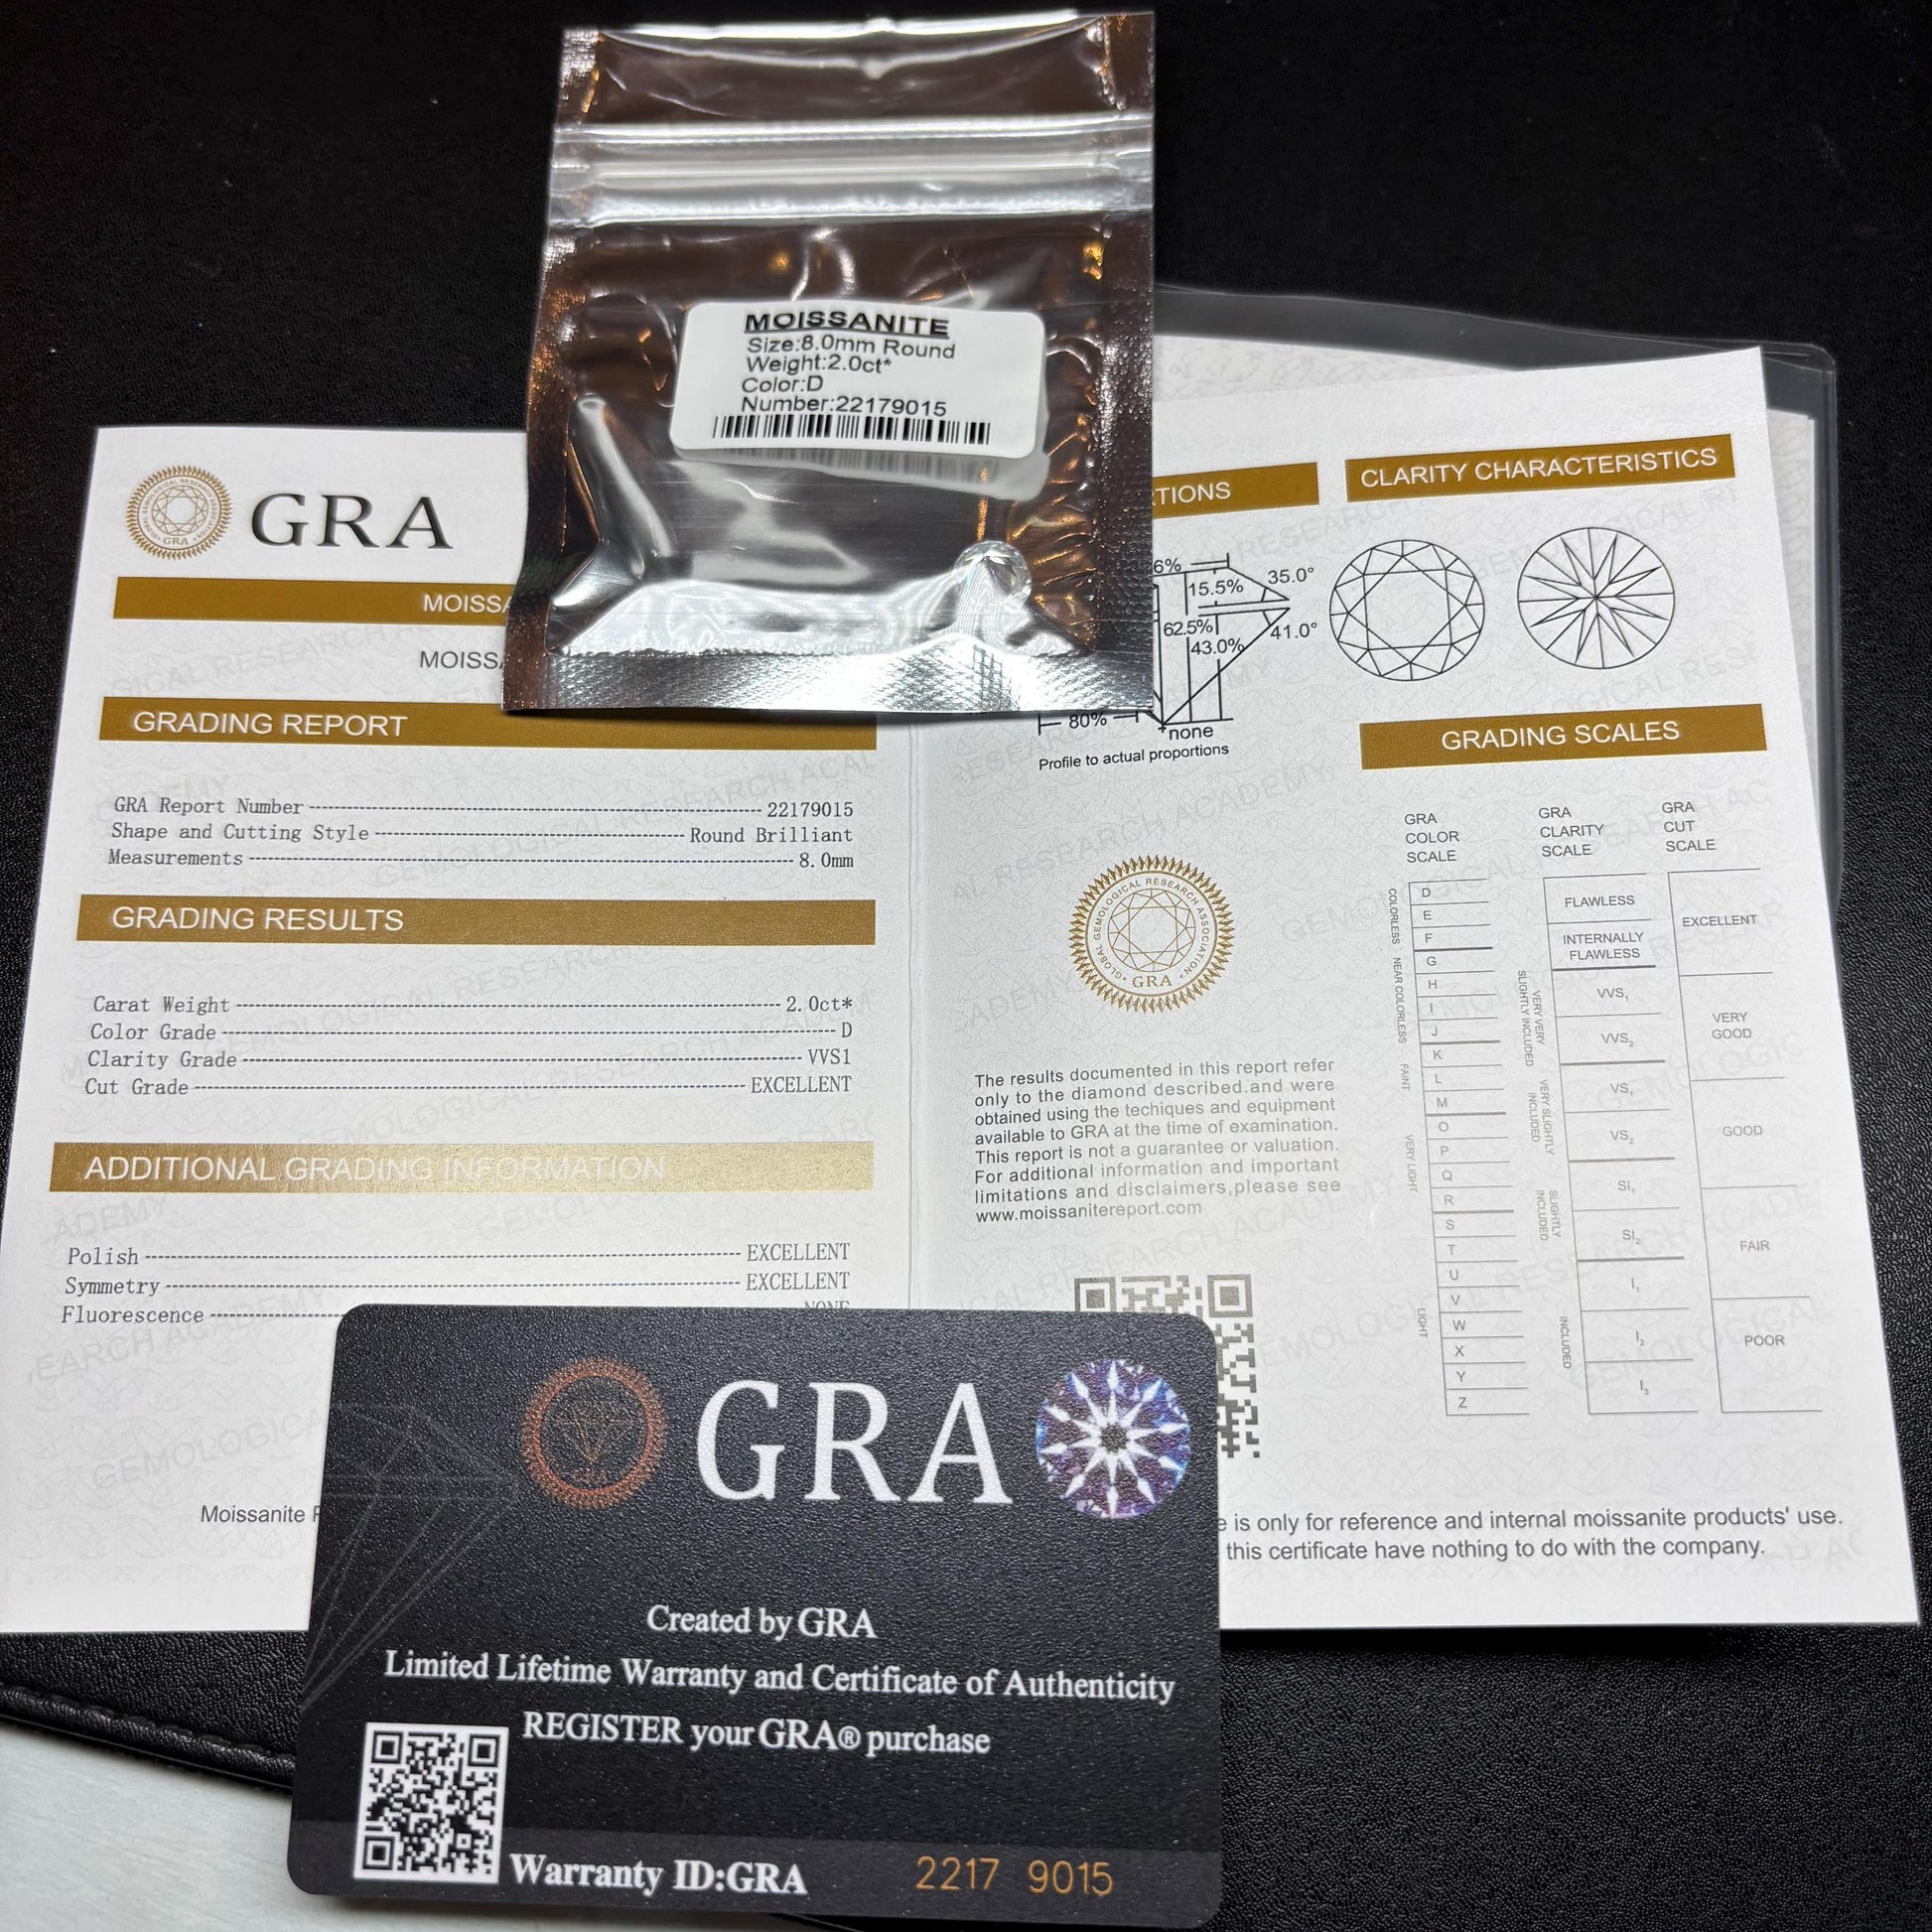 MOISSANITE
Size:8.0mm Round
Weight:2.0ct*
Color:D
Number:22179015
GRA
GRADING REPORT
GRA Report Number 22179015
Shape and Cutting Style Round Brilliant
Measurements 8.0mm
GRADING RESULTS
Carat Weight 2.0ct*
Color Grade D
Clarity Grade VVS1
Cut Grade EXCELLENT
ADDITIONAL GRADING INFORMATION
Polish EXCELLENT
Symmetry EXCELLENT
Fluorescence NONE
Moissanite
15.5%
35.0°
62.5%
41.0°
43.0%
80%
none
Profile to actual proportions
GLOBAL GEMOLOGICAL RESEARCH ASSOCIATION
GRA
The results documented in this report refer
only to the diamond described.and were
obtained using the techiques and equipment
available to GRA at the time of examination.
This report is not a guarantee or valuation.
For additional information and important
limitations and disclaimers,please see
www.moissanitereport.com
CLARITY CHARACTERISTICS
GRADING SCALES
GRA
COLOR
SCALE
COLORLESS
D
E
F
NEAR COLORLESS
G
H
I
J
FAINT
K
L
M
VERY LIGHT
O
P
Q
R
LIGHT
S
T
U
V
W
X
Y
Z
GRA
CLARITY
SCALE
FLAWLESS
INTERNALLY
FLAWLESS
VERY VERY
SLIGHTLY INCLUDED
VVS1
VVS2
VERY SLIGHTLY
INCLUDED
VS1
VS2
SLIGHTLY
INCLUDED
SI1
SI2
INCLUDED
I1
I2
I3
GRA
CUT
SCALE
EXCELLENT
VERY
GOOD
GOOD
FAIR
POOR
is only for reference and internal moissanite products' use.
this certificate have nothing to do with the company.
GRA
Created by GRA
Limited Lifetime Warranty and Certificate of Authenticity
REGISTER your GRA® purchase
Warranty ID:GRA 2217 9015